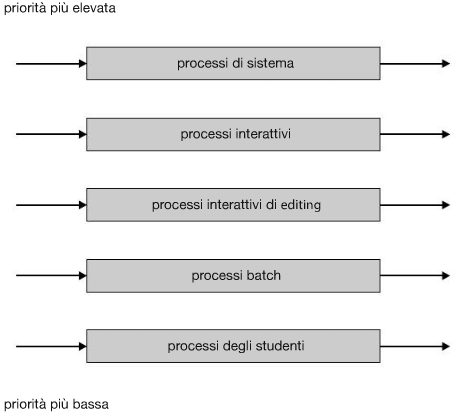 priorità più elevata
processi di sistema
processi interattivi
processi interattivi di editing
processi batch
processi degli studenti
priorità più bassa